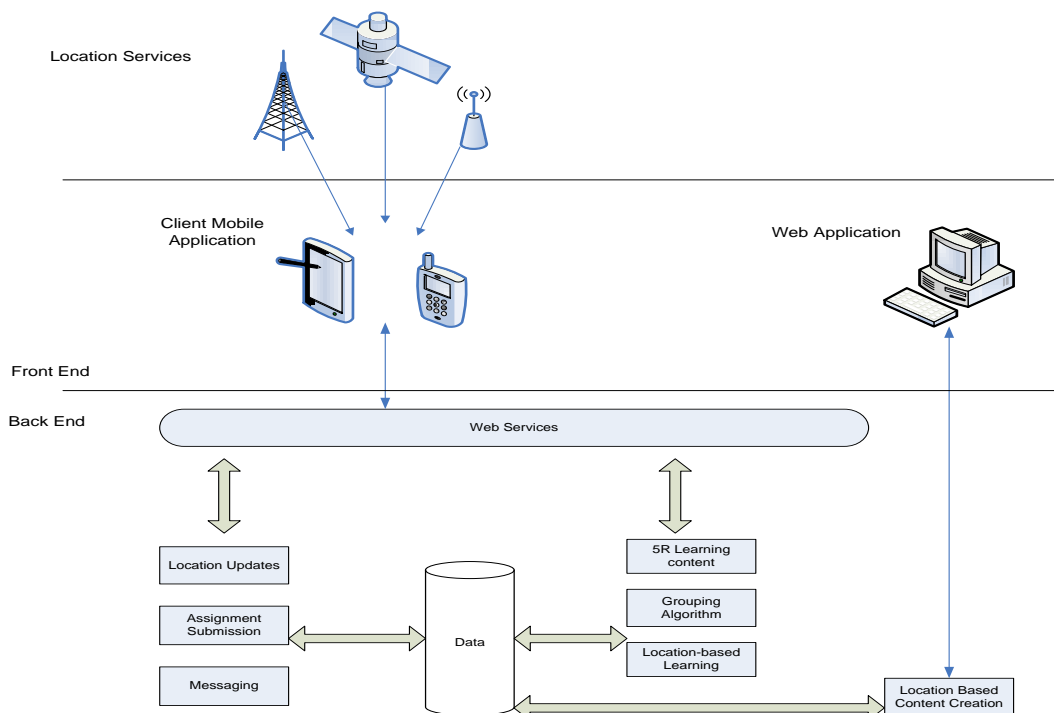 Location Services
Client Mobile
Application
Web Application
Front End
Back End
Web Services
Location Updates
Assignment
Submission
Messaging
Data
5R Learning
content
Grouping
Algorithm
Location-based
Learning
Location Based
Content Creation